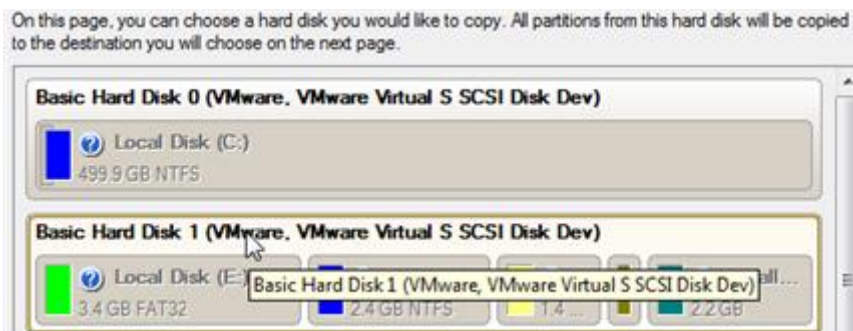 On this page, you can choose a hard disk you would like to copy. All partitions from this hard disk will be copied
to the destination you will choose on the next page.
Basic Hard Disk 0 (VMware, VMware Virtual S SCSI Disk Dev)
Local Disk (C:)
499.9 GB NTFS
Basic Hard Disk 1 (VMware, VMware Virtual S SCSI Disk Dev)
Local Disk (E:)
all...
Basic Hard Disk 1 (VMware, VMware Virtual S SCSI Disk Dev)
3.4 GB FAT32
2.4 GB NTFS
1.4 ...
2.2 GB